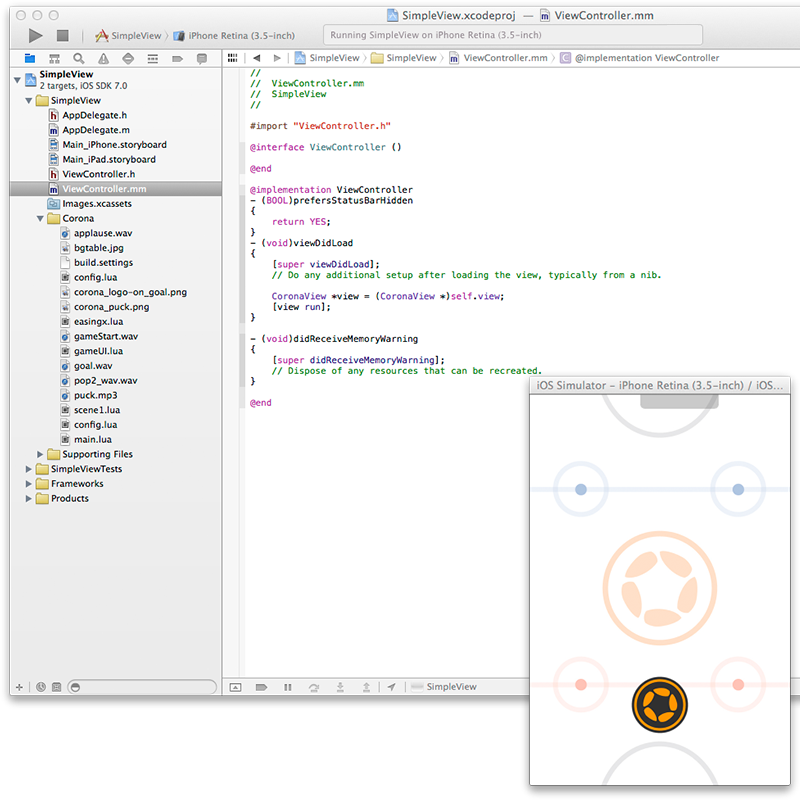 SimpleView.xcodeproj — ViewController.mm
SimpleView iPhone Retina (3.5-inch)
Running SimpleView on iPhone Retina (3.5-inch)
SimpleView SimpleView ViewController.mm @implementation ViewController
SimpleView
2 targets, iOS SDK 7.0
SimpleView
AppDelegate.h
AppDelegate.m
Main_iPhone.storyboard
Main_iPad.storyboard
ViewController.h
ViewController.mm
Images.xcassets
Corona
applause.wav
bgtable.jpg
build.settings
config.lua
corona_logo-on_goal.png
corona_puck.png
easingx.lua
gameStart.wav
gameUI.lua
goal.wav
pop2_wav.wav
puck.mp3
scene1.lua
config.lua
main.lua
Supporting Files
SimpleViewTests
Frameworks
Products
//
//  ViewController.mm
//  SimpleView
//
#import "ViewController.h"
@interface ViewController ()
@end
@implementation ViewController
- (BOOL)prefersStatusBarHidden
{
return YES;
}
- (void)viewDidLoad
{
[super viewDidLoad];
// Do any additional setup after loading the view, typically from a nib.
CoronaView *view = (CoronaView *)self.view;
[view run];
}
- (void)didReceiveMemoryWarning
{
[super didReceiveMemoryWarning];
// Dispose of any resources that can be recreated.
}
@end
SimpleView
iOS Simulator - iPhone Retina (3.5-inch) / iOS...